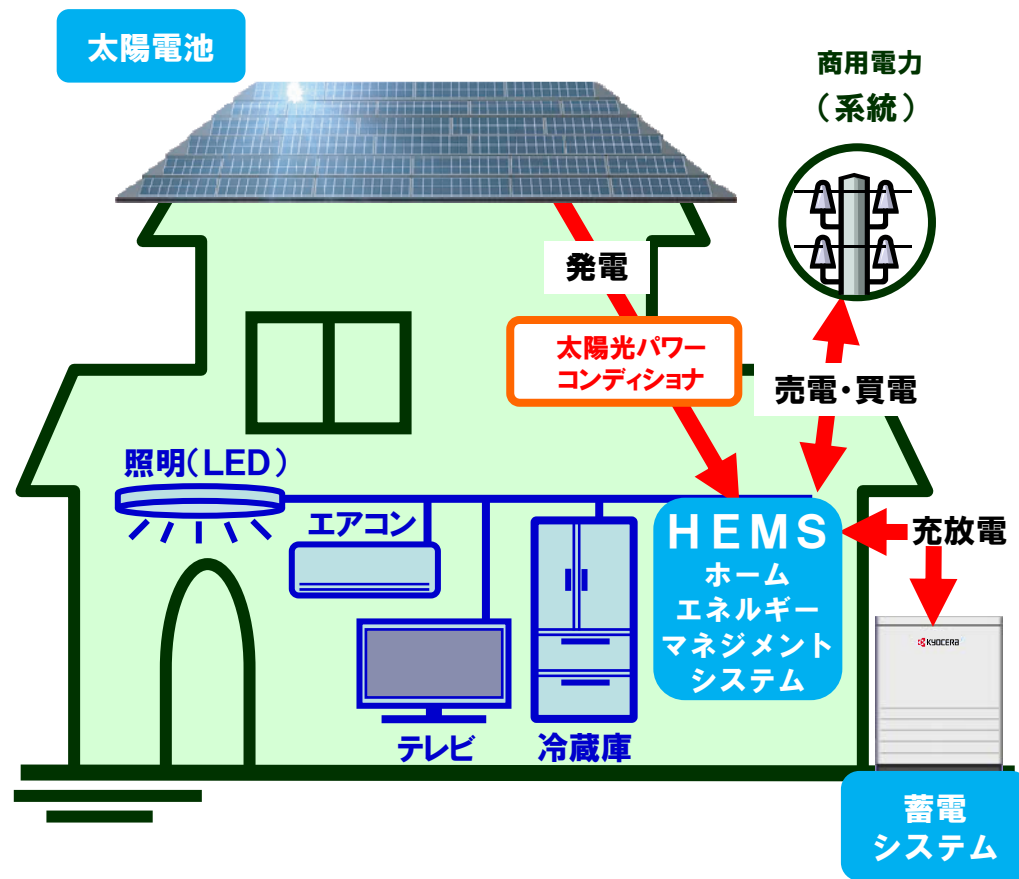 太陽電池
商用電力
（系統）
発電
太陽光パワー
コンディショナ
売電・買電
照明(LED)
エアコン
HEMS
ホーム
エネルギー
マネジメント
システム
充放電
KYOCERA
テレビ
冷蔵庫
蓄電
システム